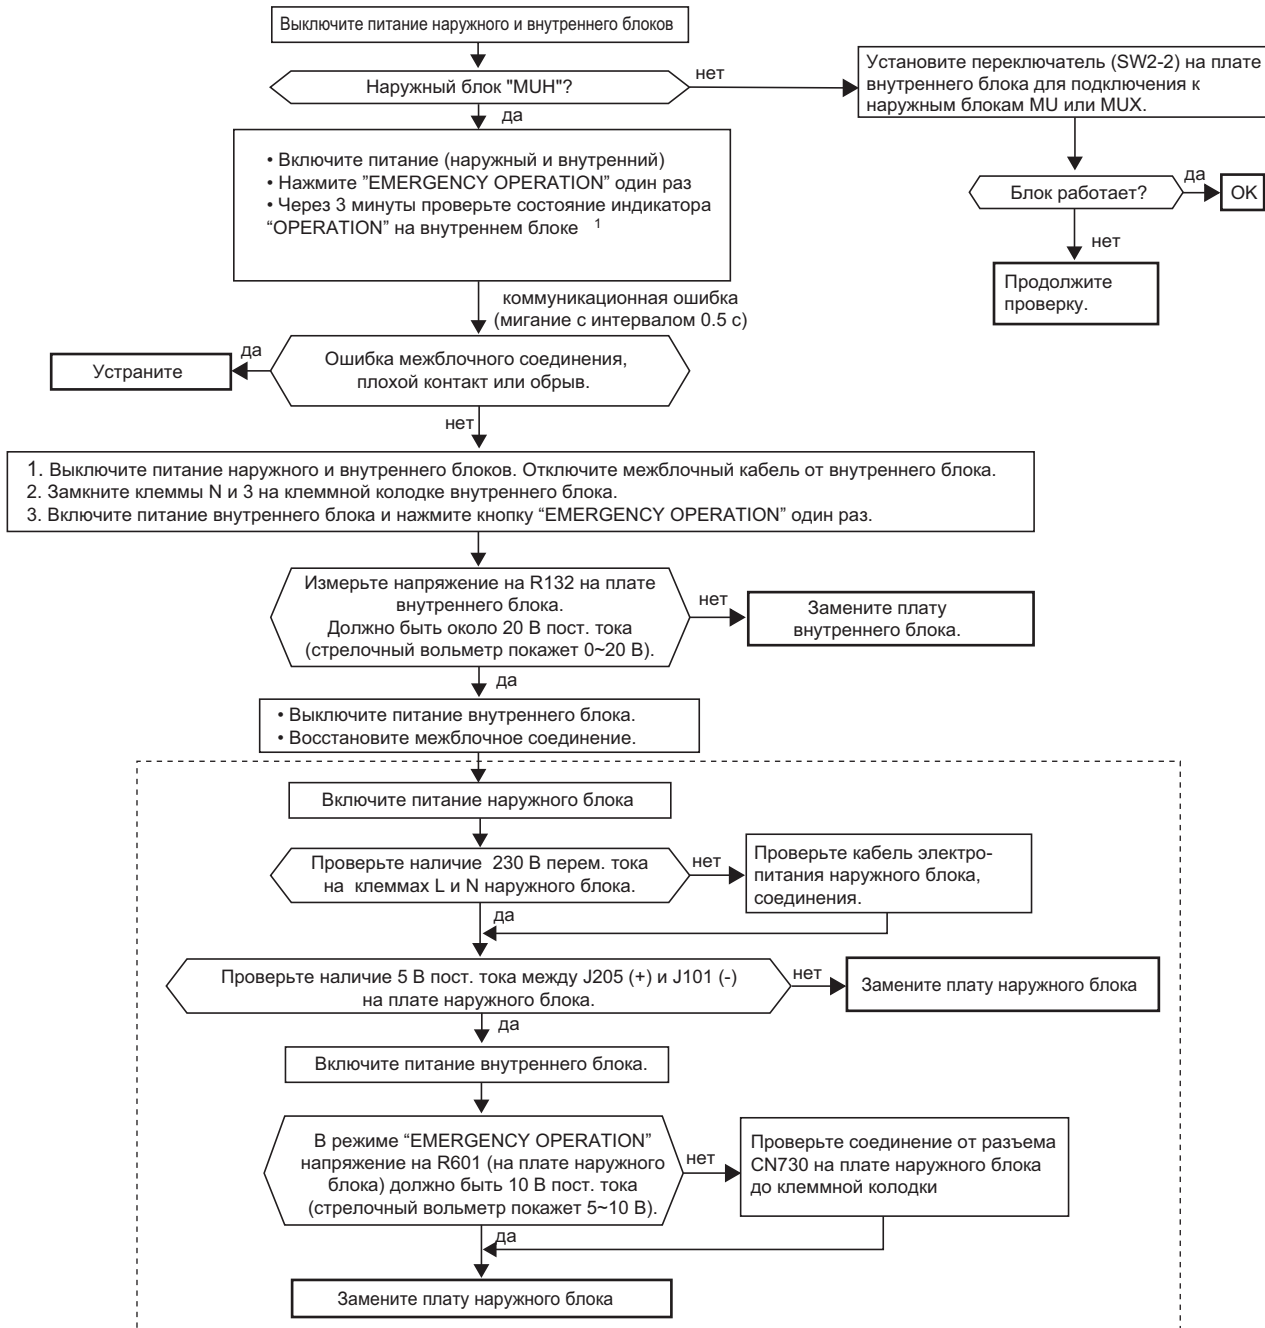 Выключите питание наружного и внутреннего блоков
Наружный блок "MUH"?
нет
Установите переключатель (SW2-2) на плате
внутреннего блока для подключения к
наружным блокам MU или MUX.
да
• Включите питание (наружный и внутренний)
• Нажмите ”EMERGENCY OPERATION” один раз
• Через 3 минуты проверьте состояние индикатора
“OPERATION” на внутреннем блоке 1
Блок работает?
да
OK
нет
Продолжите
проверку.
коммуникационная ошибка
(мигание с интервалом 0.5 с)
Ошибка межблочного соединения,
плохой контакт или обрыв.
да
Устраните
нет
1. Выключите питание наружного и внутреннего блоков. Отключите межблочный кабель от внутреннего блока.
2. Замкните клеммы N и 3 на клеммной колодке внутреннего блока.
3. Включите питание внутреннего блока и нажмите кнопку “EMERGENCY OPERATION” один раз.
Измерьте напряжение на R132 на плате
внутреннего блока.
Должно быть около 20 В пост. тока
(стрелочный вольметр покажет 0~20 В).
нет
Замените плату
внутреннего блока.
да
• Выключите питание внутреннего блока.
• Восстановите межблочное соединение.
Включите питание наружного блока
Проверьте наличие 230 В перем. тока
на клеммах L и N наружного блока.
нет
Проверьте кабель электро-
питания наружного блока,
соединения.
да
Проверьте наличие 5 В пост. тока между J205 (+) и J101 (-)
на плате наружного блока.
нет
Замените плату наружного блока
да
Включите питание внутреннего блока.
В режиме “EMERGENCY OPERATION”
напряжение на R601 (на плате наружного
блока) должно быть 10 В пост. тока
(стрелочный вольметр покажет 5~10 В).
нет
Проверьте соединение от разъема
CN730 на плате наружного блока
до клеммной колодки
да
Замените плату наружного блока